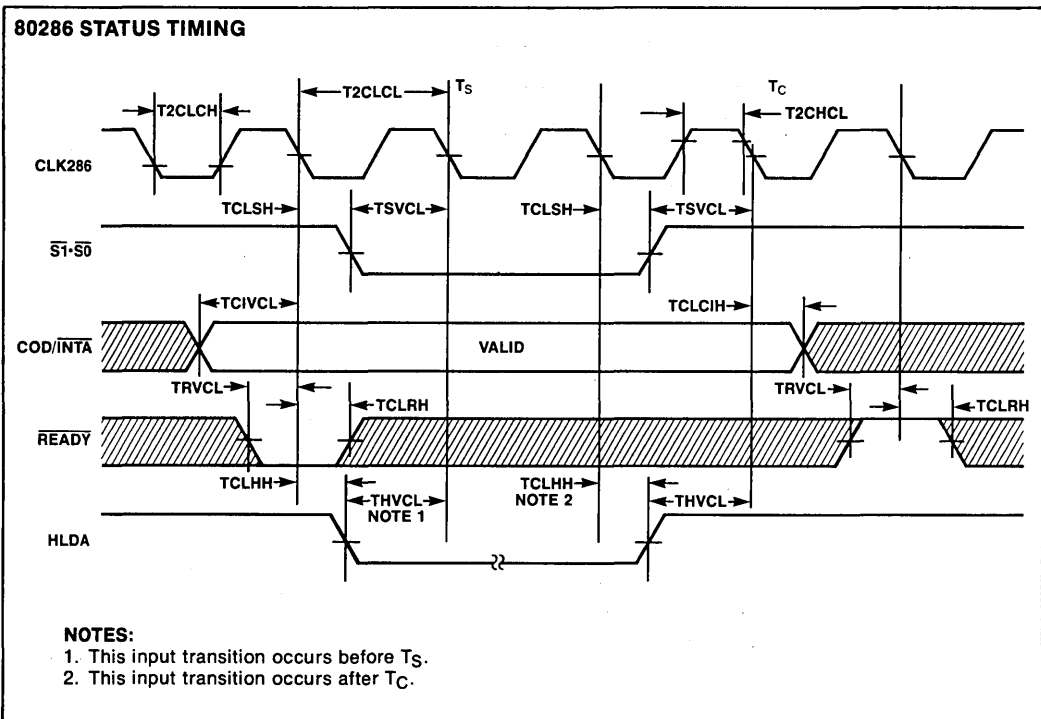 80286 STATUS TIMING
T2CLCH
T2CLCL
TS
TC
T2CHCL
CLK286
TCLSH
TSVCL
TCLSH
TSVCL
S1•S0
TCIVCL
TCLCIH
COD/INTA
VALID
TRVCL
TCLRH
TRVCL
TCLRH
READY
TCLHH
THVCL
NOTE 1
TCLHH
NOTE 2
THVCL
HLDA
NOTES:
1. This input transition occurs before TS.
2. This input transition occurs after TC.